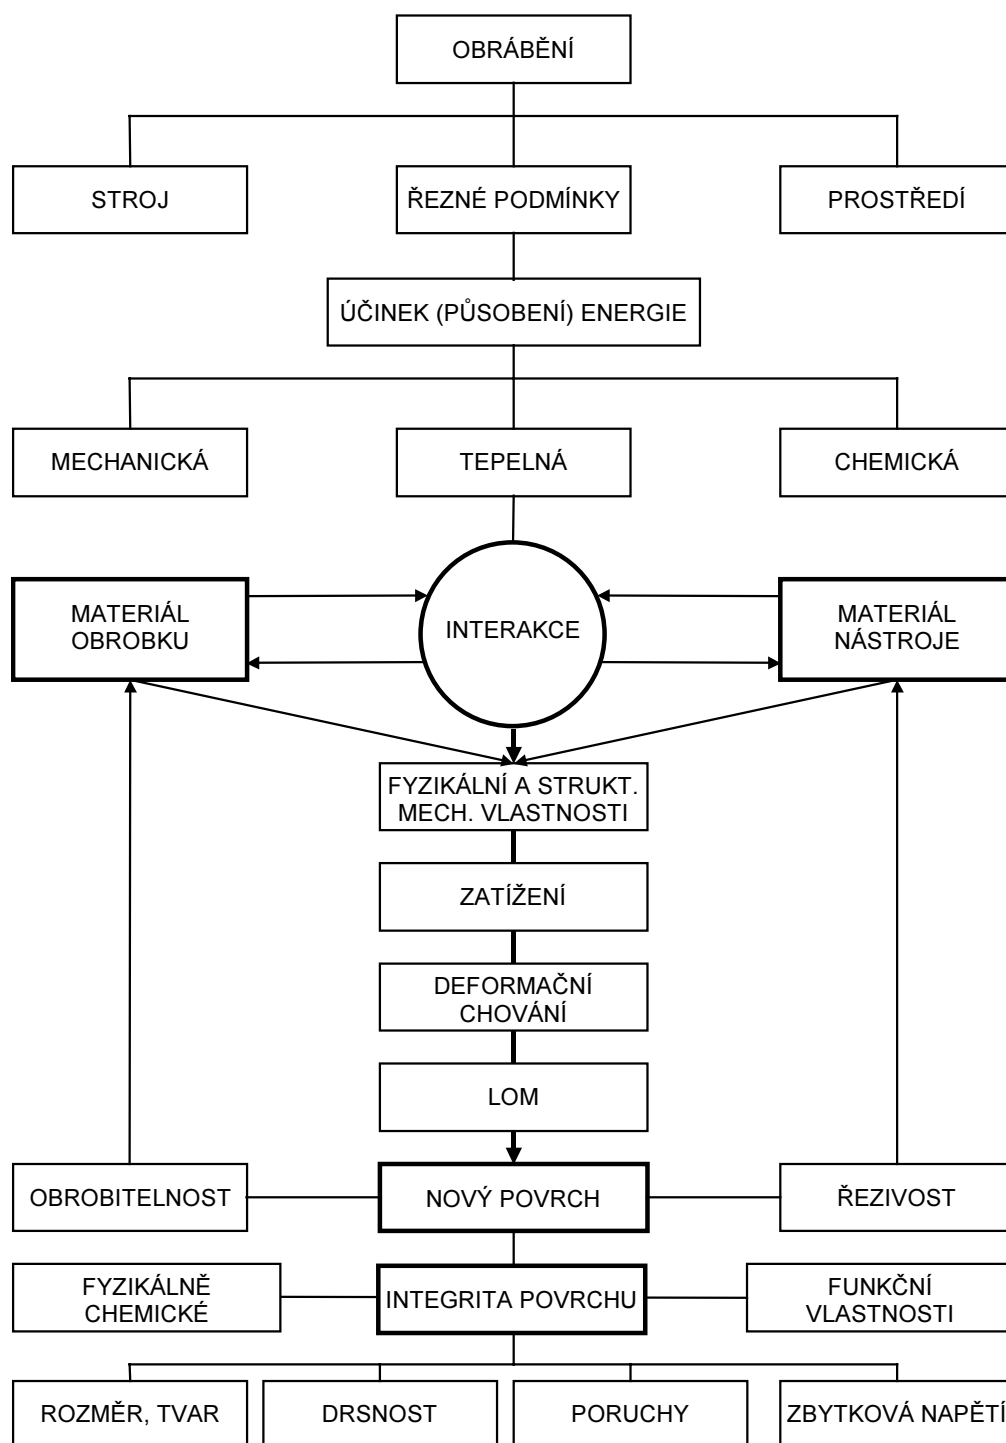 OBRÁBĚNÍ
STROJ
ŘEZNÉ PODMÍNKY
PROSTŘEDÍ
ÚČINEK (PŮSOBENÍ) ENERGIE
MECHANICKÁ
TEPELNÁ
CHEMICKÁ
MATERIÁL
OBROBKU
INTERAKCE
MATERIÁL
NÁSTROJE
FYZIKÁLNÍ A STRUKT.
MECH. VLASTNOSTI
ZATÍŽENÍ
DEFORMAČNÍ
CHOVÁNÍ
LOM
OBROBITELNOST
NOVÝ POVRCH
ŘEZIVOST
FYZIKÁLNĚ
CHEMICKÉ
INTEGRITA POVRCHU
FUNKČNÍ
VLASTNOSTI
ROZMĚR, TVAR
DRSNOST
PORUCHY
ZBYTKOVÁ NAPĚTÍ